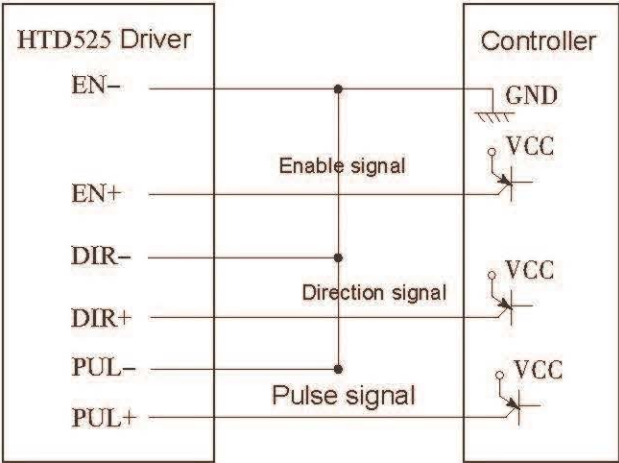 HTD525 Driver
Controller
EN−
GND
VCC
Enable signal
EN+
DIR−
VCC
Direction signal
DIR+
PUL−
VCC
Pulse signal
PUL+